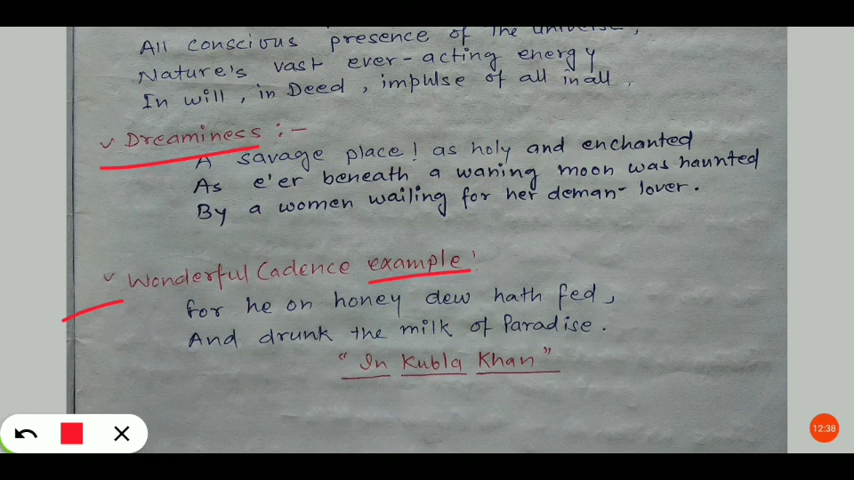 All conscious presence of the universe,
Nature's vast ever-acting energy
In will, in Deed, impulse of all in all.
✓ Dreaminess :-
A savage place! as holy and enchanted
As e'er beneath a waning moon was haunted
By a women wailing for her deman-lover.
✓ Wonderful Cadence example!
for he on honey dew hath fed,
And drunk the milk of Paradise.
"In Kubla Khan"
12:38